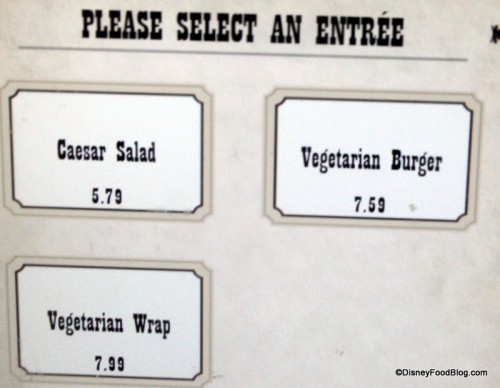 PLEASE SELECT AN ENTRÉE
Caesar Salad
5.79
Vegetarian Burger
7.59
Vegetarian Wrap
7.99
©DisneyFoodBlog.com